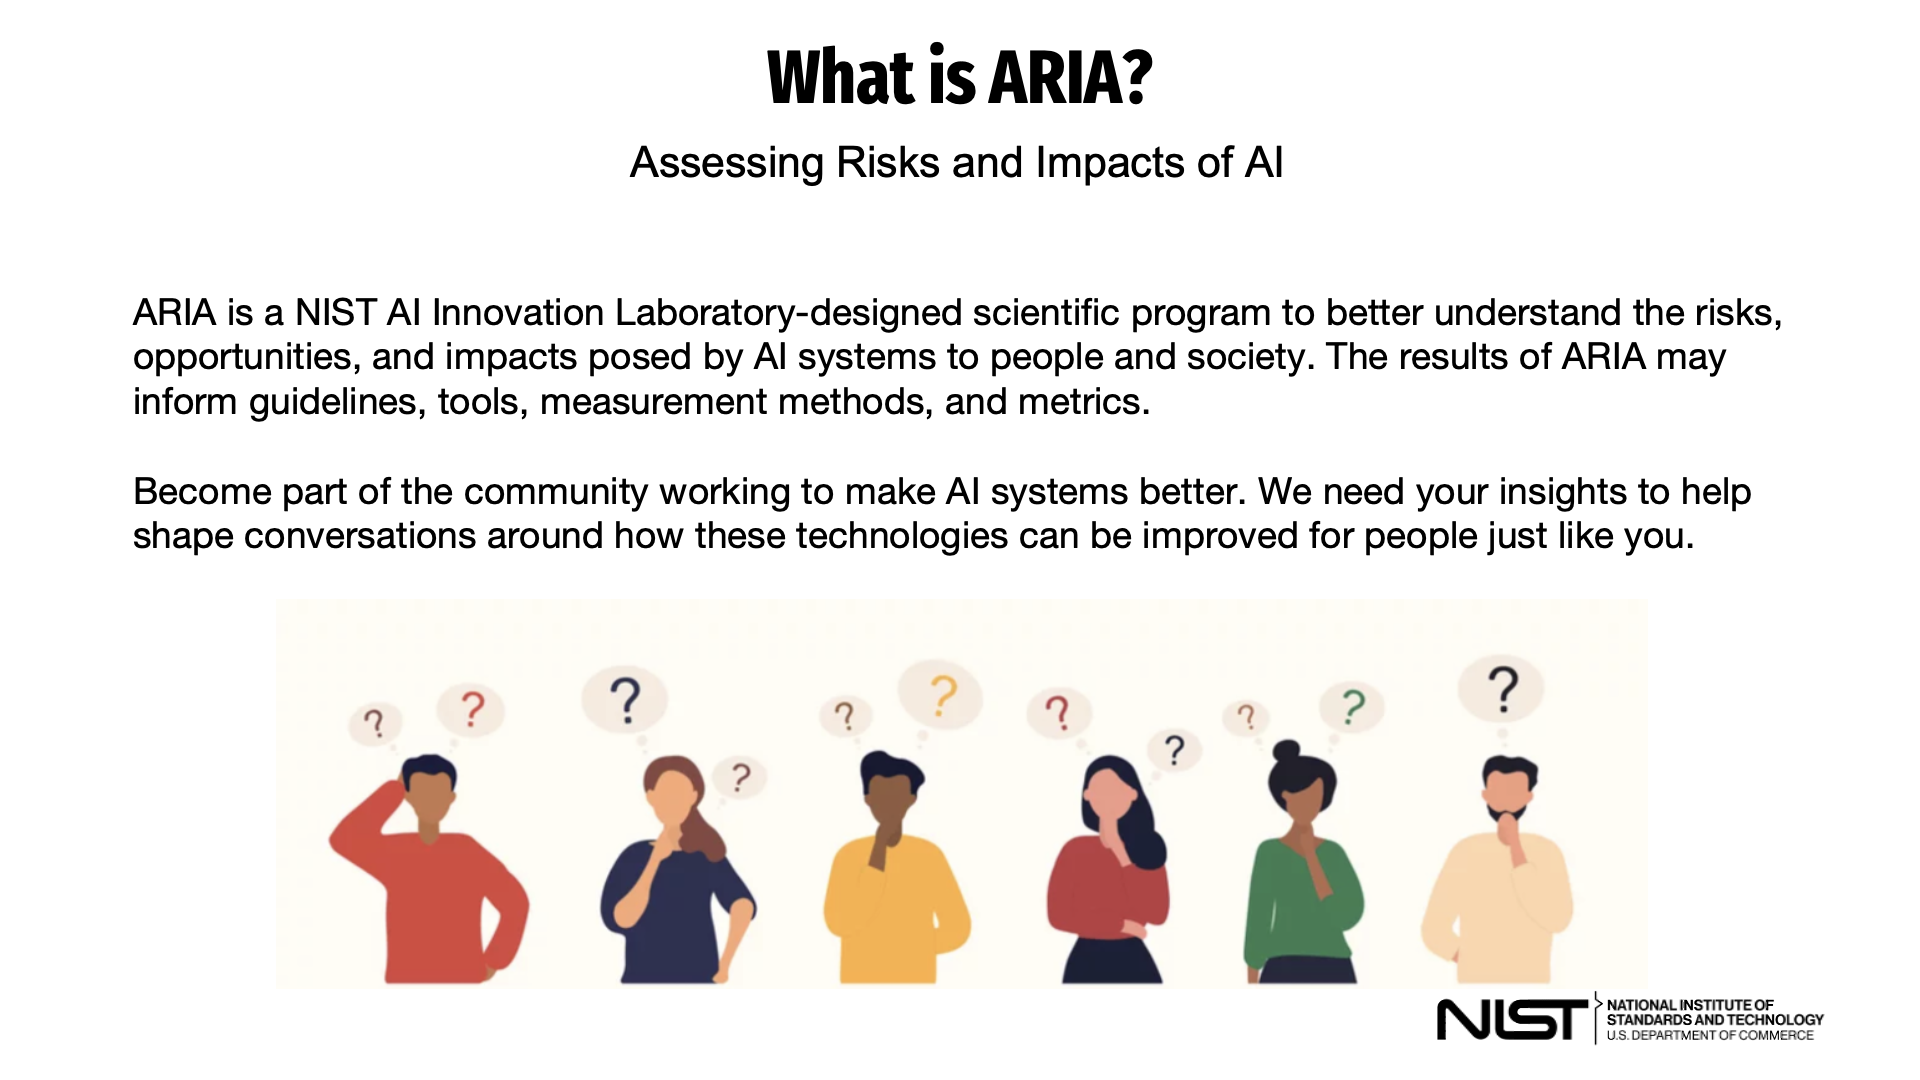 What is ARIA?
Assessing Risks and Impacts of AI
ARIA is a NIST AI Innovation Laboratory-designed scientific program to better understand the risks,
opportunities, and impacts posed by AI systems to people and society. The results of ARIA may
inform guidelines, tools, measurement methods, and metrics.
Become part of the community working to make AI systems better. We need your insights to help
shape conversations around how these technologies can be improved for people just like you.
? ? ? ? ? ? ? ? ? ? ?
NIST
NATIONAL INSTITUTE OF
STANDARDS AND TECHNOLOGY
U.S. DEPARTMENT OF COMMERCE